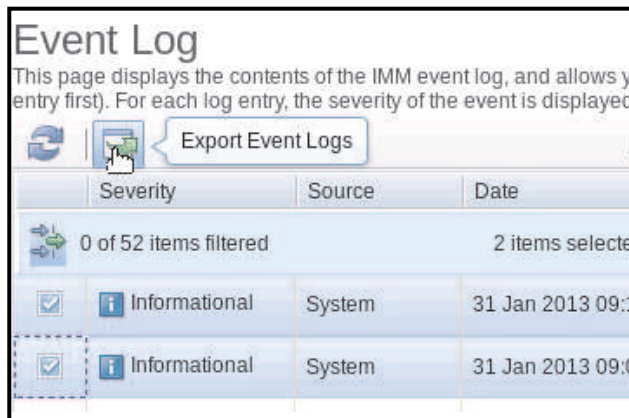 Event Log
This page displays the contents of the IMM event log, and allows
entry first). For each log entry, the severity of the event is displayed
Export Event Logs
Severity Source Date
0 of 52 items filtered 2 items selecte
Informational System 31 Jan 2013 09:
Informational System 31 Jan 2013 09: